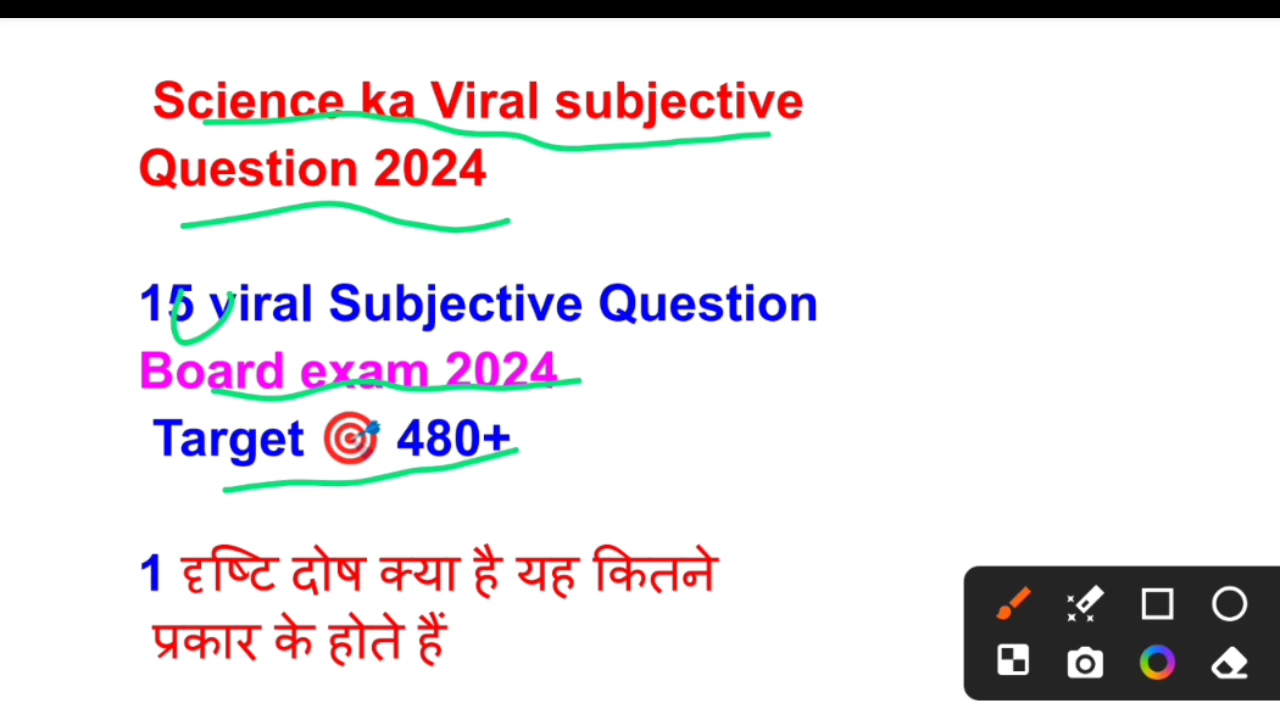 Science ka Viral subjective
Question 2024
15 viral Subjective Question
Board exam 2024
Target 🎯 480+
1 दृष्टि दोष क्या है यह कितने
प्रकार के होते हैं